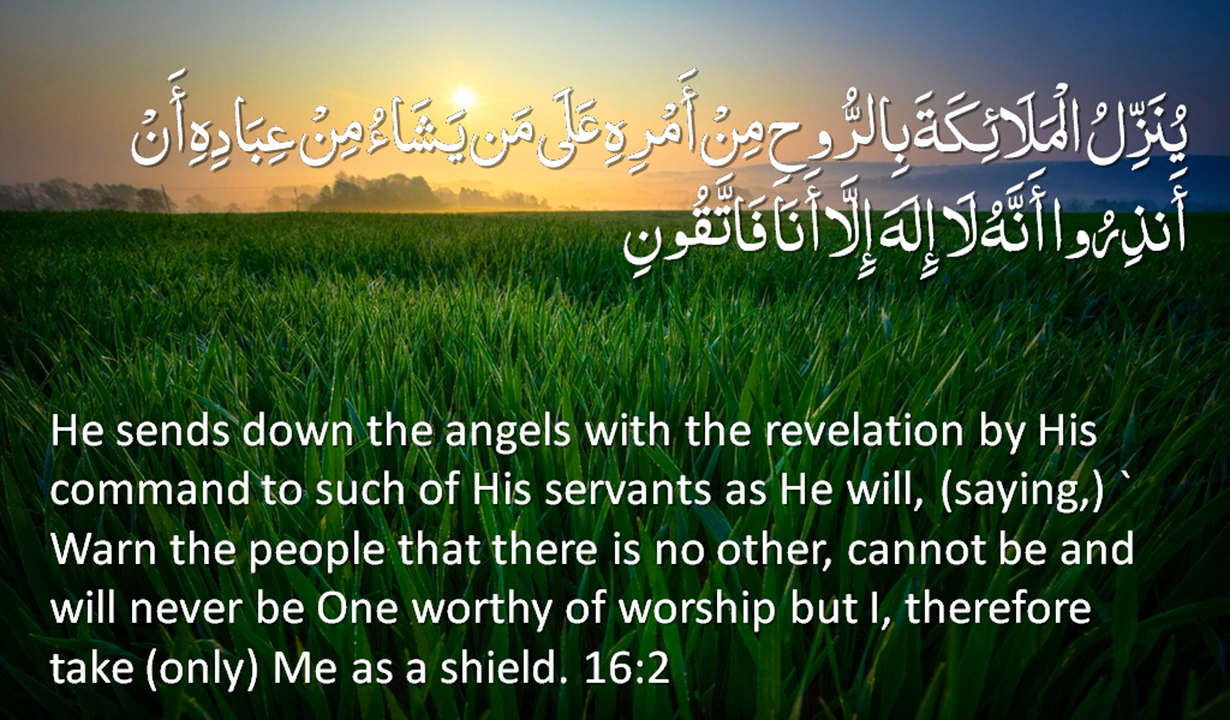 يُنَزِّلُ الْمَلَائِكَةَ بِالرُّوحِ مِنْ أَمْرِهِ عَلَى مَن يَشَاءُ مِنْ عِبَادِهِ أَنْ
أَنذِرُوا أَنَّهُ لَا إِلَهَ إِلَّا أَنَا فَاتَّقُونِ
He sends down the angels with the revelation by His
command to such of His servants as He will, (saying,) `
Warn the people that there is no other, cannot be and
will never be One worthy of worship but I, therefore
take (only) Me as a shield. 16:2